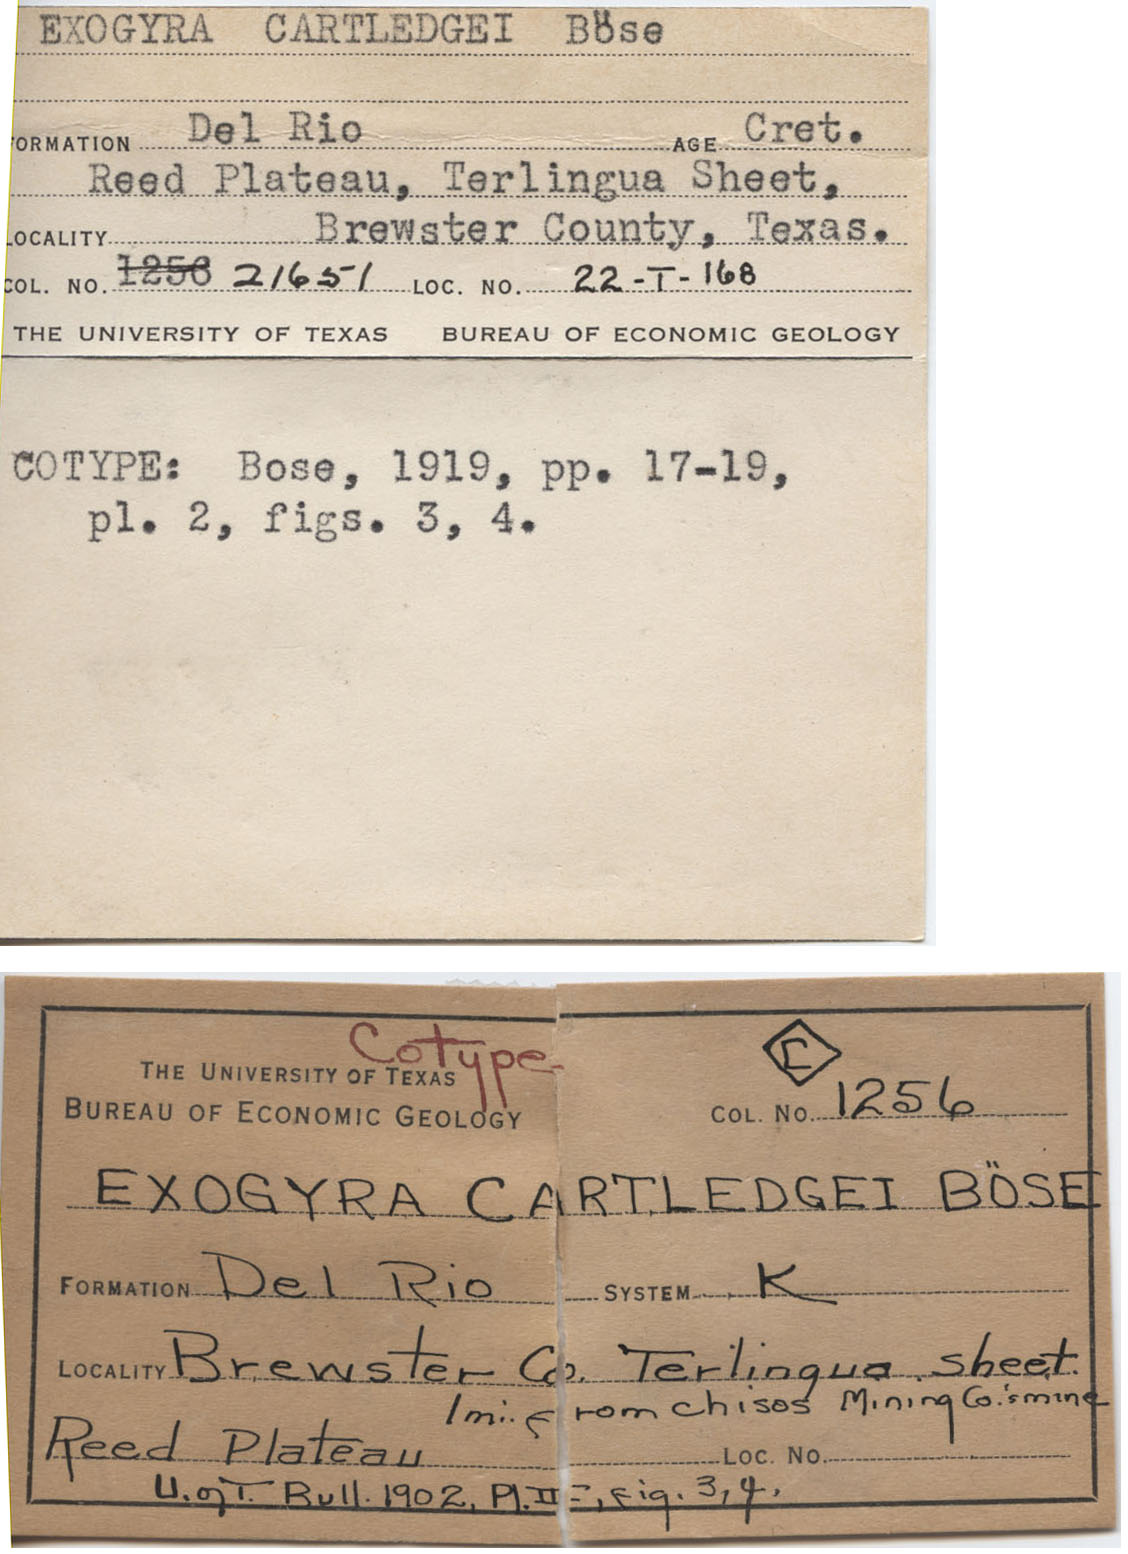 EXOGYRA CARTLEDGEI Böse
FORMATION Del Rio AGE Cret.
Reed Plateau, Terlingua Sheet,
LOCALITY Brewster County, Texas.
COL. NO. 1256 21651 LOC. NO. 22-T-168
THE UNIVERSITY OF TEXAS BUREAU OF ECONOMIC GEOLOGY
COTYPE: Bose, 1919, pp. 17-19,
pl. 2, figs. 3, 4.
Cotype
C
THE UNIVERSITY OF TEXAS
BUREAU OF ECONOMIC GEOLOGY COL. NO. 1256
EXOGYRA CARTLEDGEI BÖSE
FORMATION Del Rio SYSTEM K
LOCALITY Brewster Co. Terlingua sheet.
1 mi. from Chisos Mining Co.'s mine
Reed Plateau LOC. NO.
U. of T. Bull. 1902, Pl. II, fig. 3, 4.